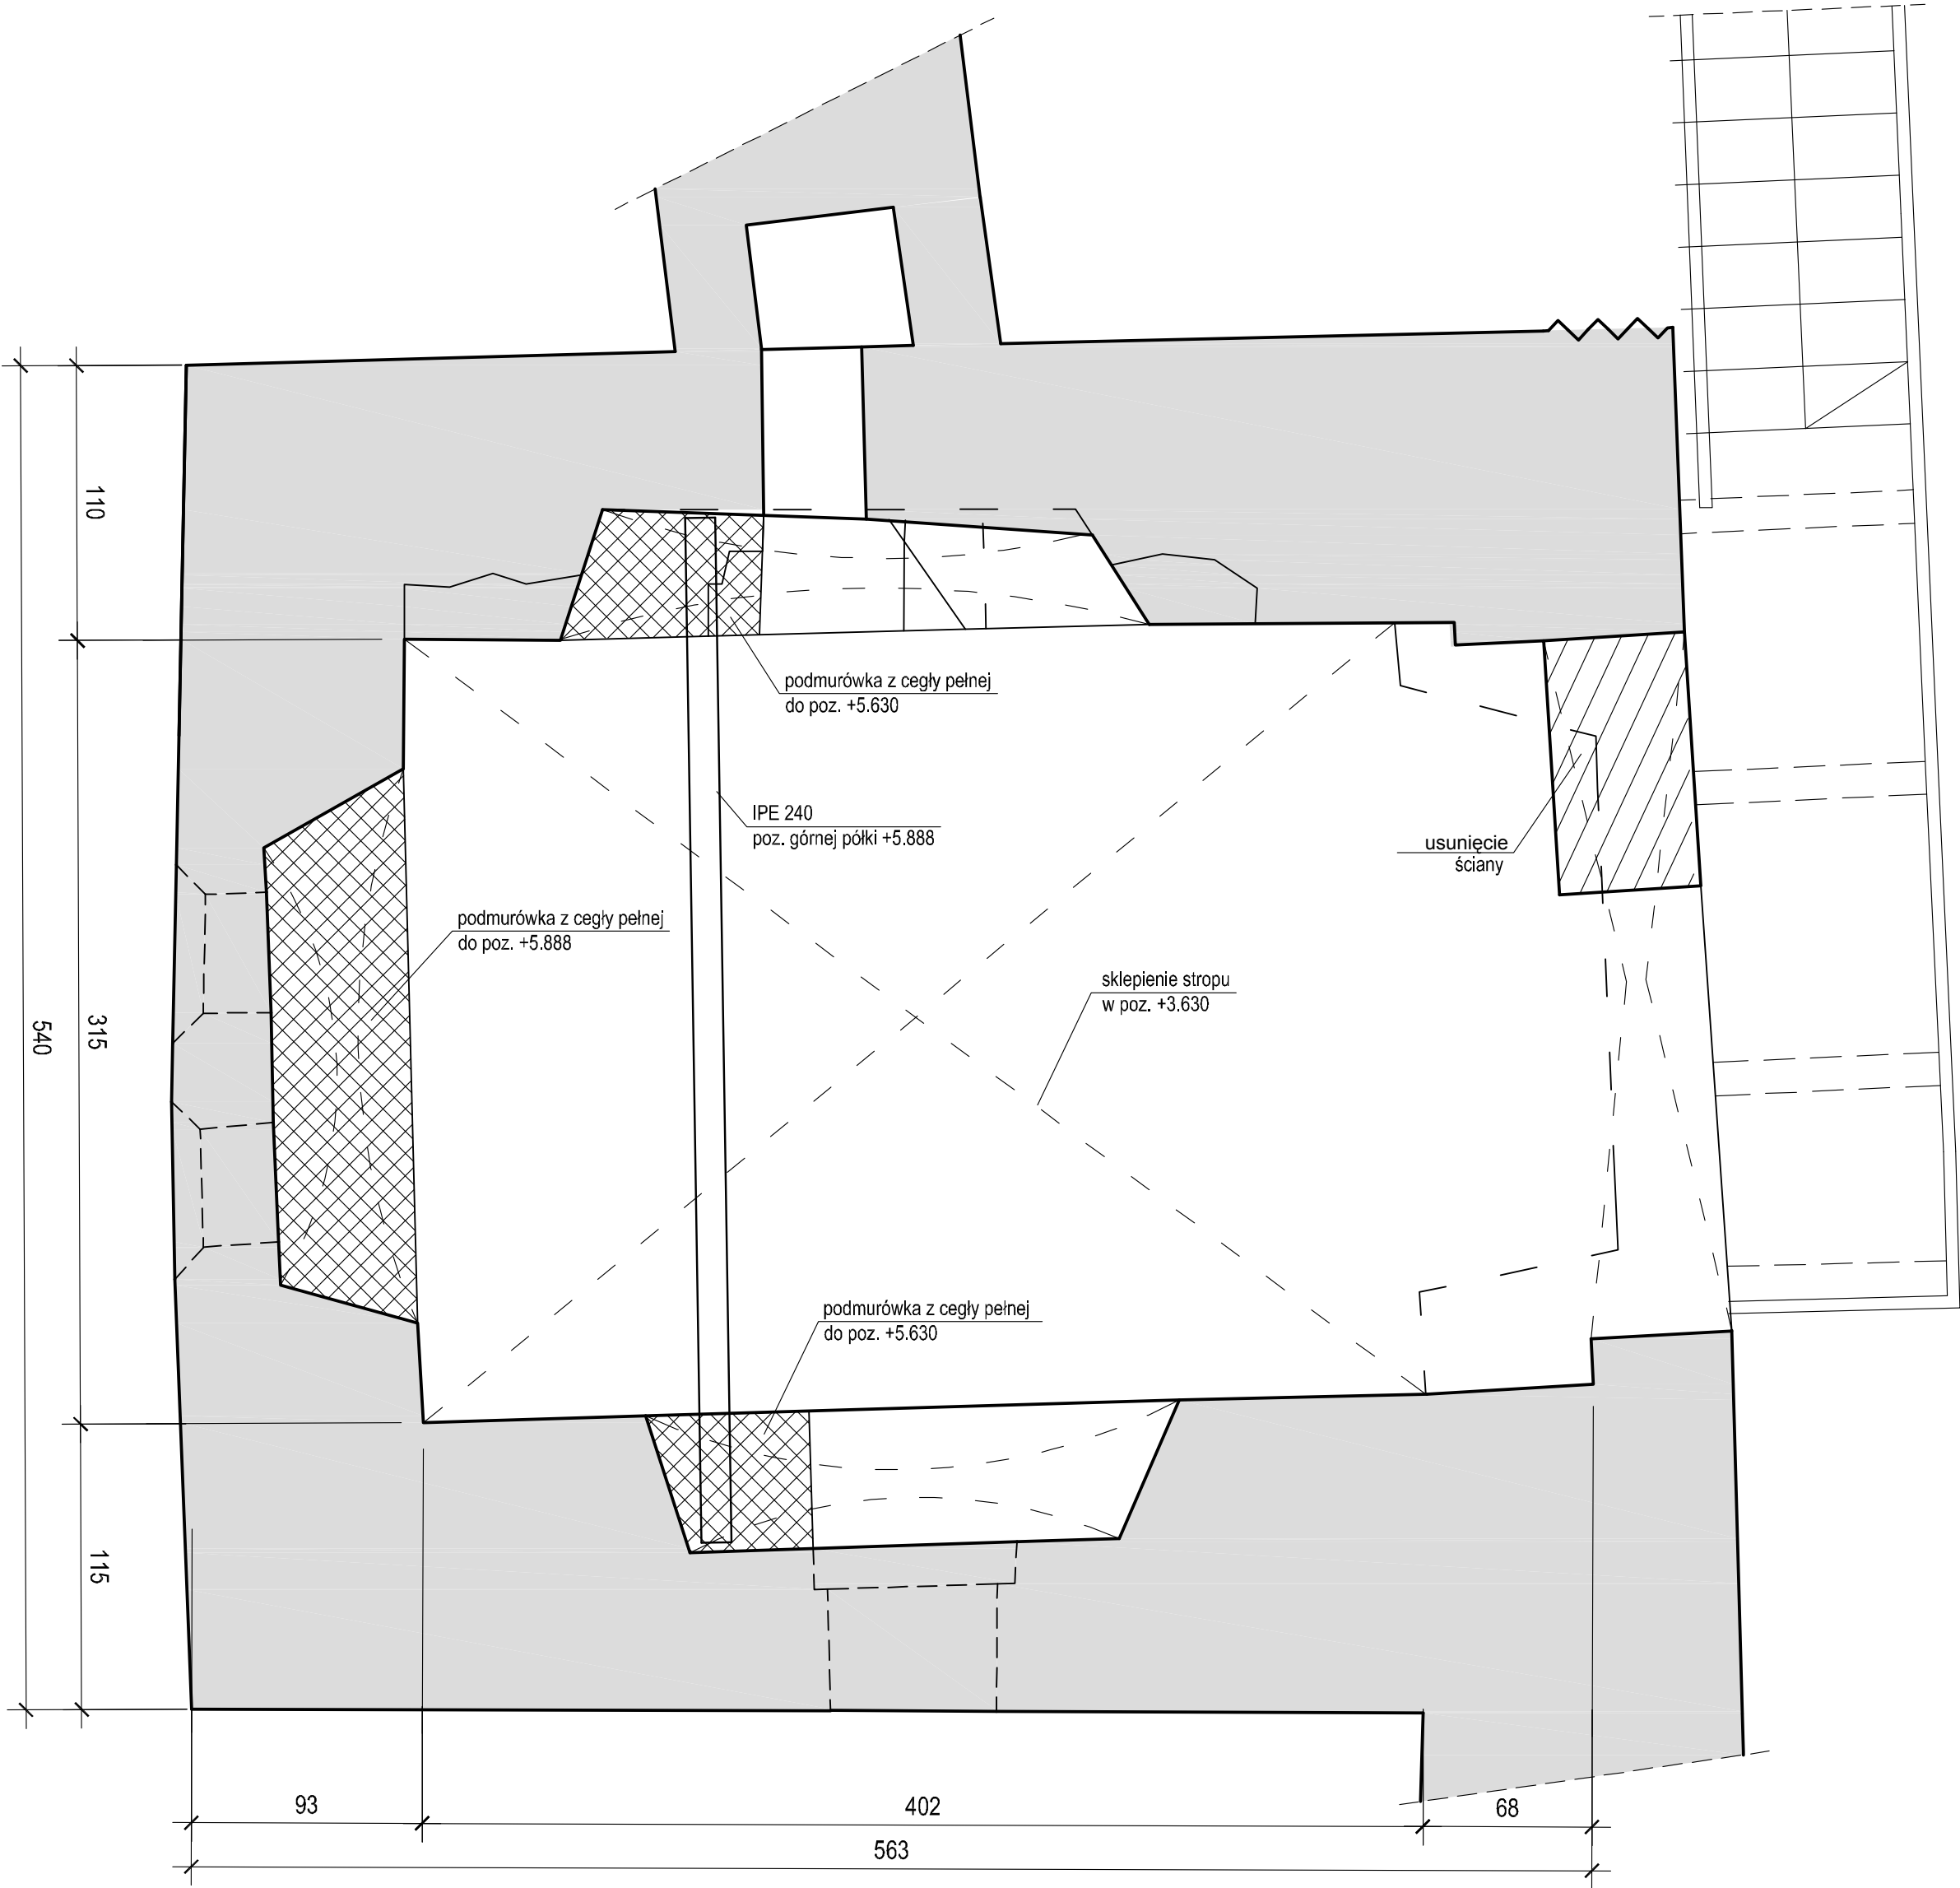 110
podmurówka z cegły pełnej
do poz. +5.630
IPE 240
poz. górnej półki +5.888
usunięcie
ściany
podmurówka z cegły pełnej
do poz. +5.888
sklepienie stropu
w poz. +3.630
540
315
podmurówka z cegły pełnej
do poz. +5.630
115
93
402
68
563